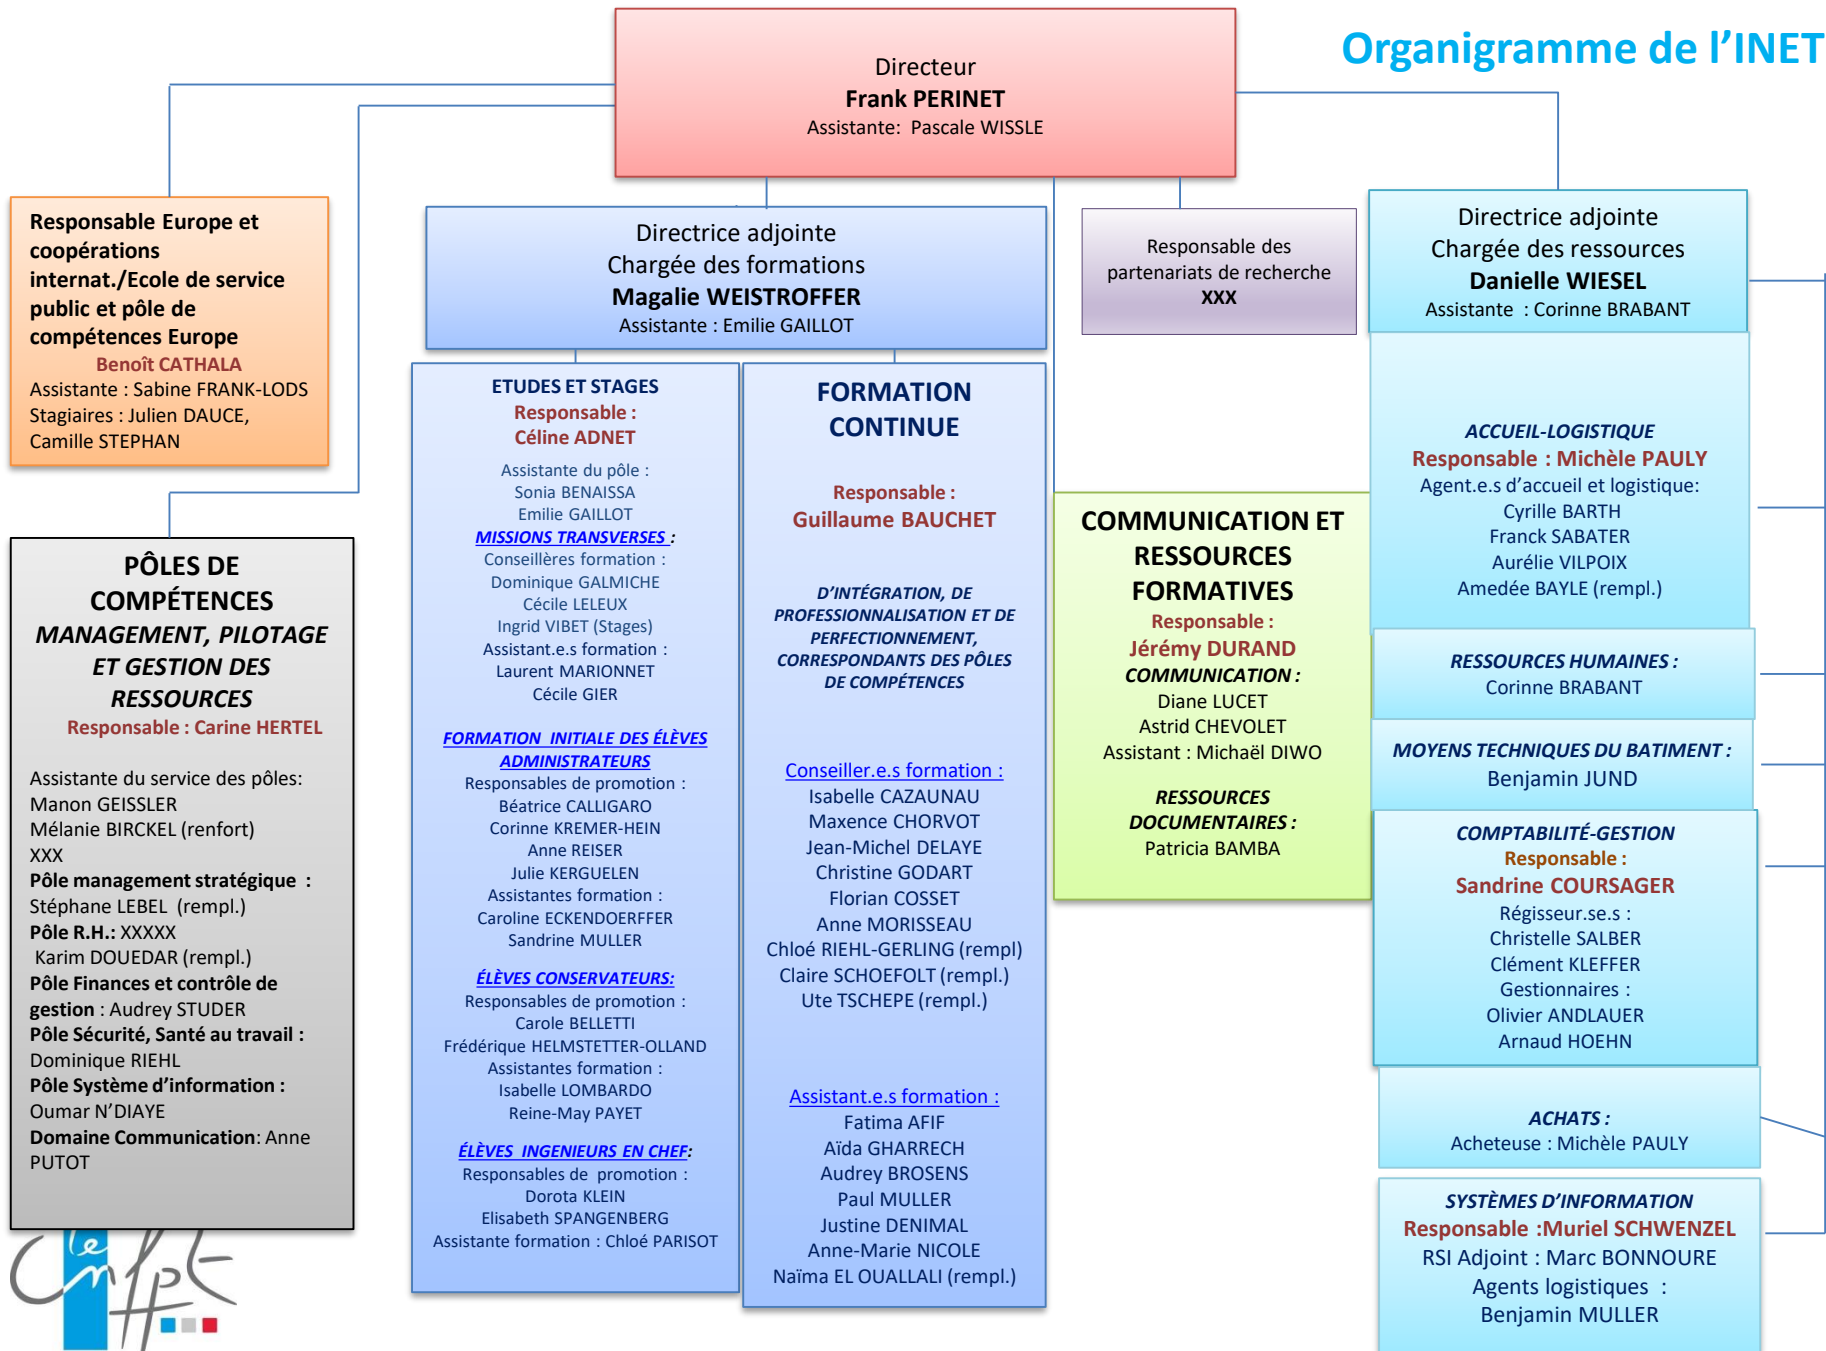 Organigramme de l'INET
Directeur
Frank PERINET
Assistante:  Pascale WISSLE
Responsable Europe et
coopérations
internat./Ecole de service
public et pôle de
compétences Europe
Benoît CATHALA
Assistante : Sabine FRANK-LODS
Stagiaires : Julien DAUCE,
Camille STEPHAN
PÔLES DE
COMPÉTENCES
MANAGEMENT, PILOTAGE
ET GESTION DES
RESSOURCES
Responsable : Carine HERTEL
Assistante du service des pôles:
Manon GEISSLER
Mélanie BIRCKEL (renfort)
XXX
Pôle management stratégique :
Stéphane LEBEL (rempl.)
Pôle R.H.: XXXXX
Karim DOUEDAR (rempl.)
Pôle Finances et contrôle de
gestion : Audrey STUDER
Pôle Sécurité, Santé au travail :
Dominique RIEHL
Pôle Système d'information :
Oumar N'DIAYE
Domaine Communication: Anne
PUTOT
le
cnfpt
Directrice adjointe
Chargée des formations
Magalie WEISTROFFER
Assistante : Emilie GAILLOT
ETUDES ET STAGES
Responsable :
Céline ADNET
Assistante du pôle :
Sonia BENAISSA
Emilie GAILLOT
MISSIONS TRANSVERSES :
Conseillères formation :
Dominique GALMICHE
Cécile LELEUX
Ingrid VIBET (Stages)
Assistant.e.s formation :
Laurent MARIONNET
Cécile GIER
FORMATION INITIALE DES ÉLÈVES
ADMINISTRATEURS
Responsables de promotion :
Béatrice CALLIGARO
Corinne KREMER-HEIN
Anne REISER
Julie KERGUELEN
Assistantes formation :
Caroline ECKENDOERFFER
Sandrine MULLER
ÉLÈVES CONSERVATEURS:
Responsables de promotion :
Carole BELLETTI
Frédérique HELMSTETTER-OLLAND
Assistantes formation :
Isabelle LOMBARDO
Reine-May PAYET
ÉLÈVES INGENIEURS EN CHEF:
Responsables de promotion :
Dorota KLEIN
Elisabeth SPANGENBERG
Assistante formation : Chloé PARISOT
FORMATION
CONTINUE
Responsable :
Guillaume BAUCHET
D'INTÉGRATION, DE
PROFESSIONNALISATION ET DE
PERFECTIONNEMENT,
CORRESPONDANTS DES PÔLES
DE COMPÉTENCES
Conseiller.e.s formation :
Isabelle CAZAUNAU
Maxence CHORVOT
Jean-Michel DELAYE
Christine GODART
Florian COSSET
Anne MORISSEAU
Chloé RIEHL-GERLING (rempl)
Claire SCHOEFOLT (rempl.)
Ute TSCHEPE (rempl.)
Assistant.e.s formation :
Fatima AFIF
Aïda GHARRECH
Audrey BROSENS
Paul MULLER
Justine DENIMAL
Anne-Marie NICOLE
Naïma EL OUALLALI (rempl.)
Responsable des
partenariats de recherche
XXX
COMMUNICATION ET
RESSOURCES
FORMATIVES
Responsable :
Jérémy DURAND
COMMUNICATION :
Diane LUCET
Astrid CHEVOLET
Assistant : Michaël DIWO
RESSOURCES
DOCUMENTAIRES :
Patricia BAMBA
Directrice adjointe
Chargée des ressources
Danielle WIESEL
Assistante : Corinne BRABANT
ACCUEIL-LOGISTIQUE
Responsable : Michèle PAULY
Agent.e.s d'accueil et logistique:
Cyrille BARTH
Franck SABATER
Aurélie VILPOIX
Amedée BAYLE (rempl.)
RESSOURCES HUMAINES :
Corinne BRABANT
MOYENS TECHNIQUES DU BATIMENT :
Benjamin JUND
COMPTABILITÉ-GESTION
Responsable :
Sandrine COURSAGER
Régisseur.se.s :
Christelle SALBER
Clément KLEFFER
Gestionnaires :
Olivier ANDLAUER
Arnaud HOEHN
ACHATS :
Acheteuse : Michèle PAULY
SYSTÈMES D'INFORMATION
Responsable :Muriel SCHWENZEL
RSI Adjoint : Marc BONNOURE
Agents logistiques :
Benjamin MULLER